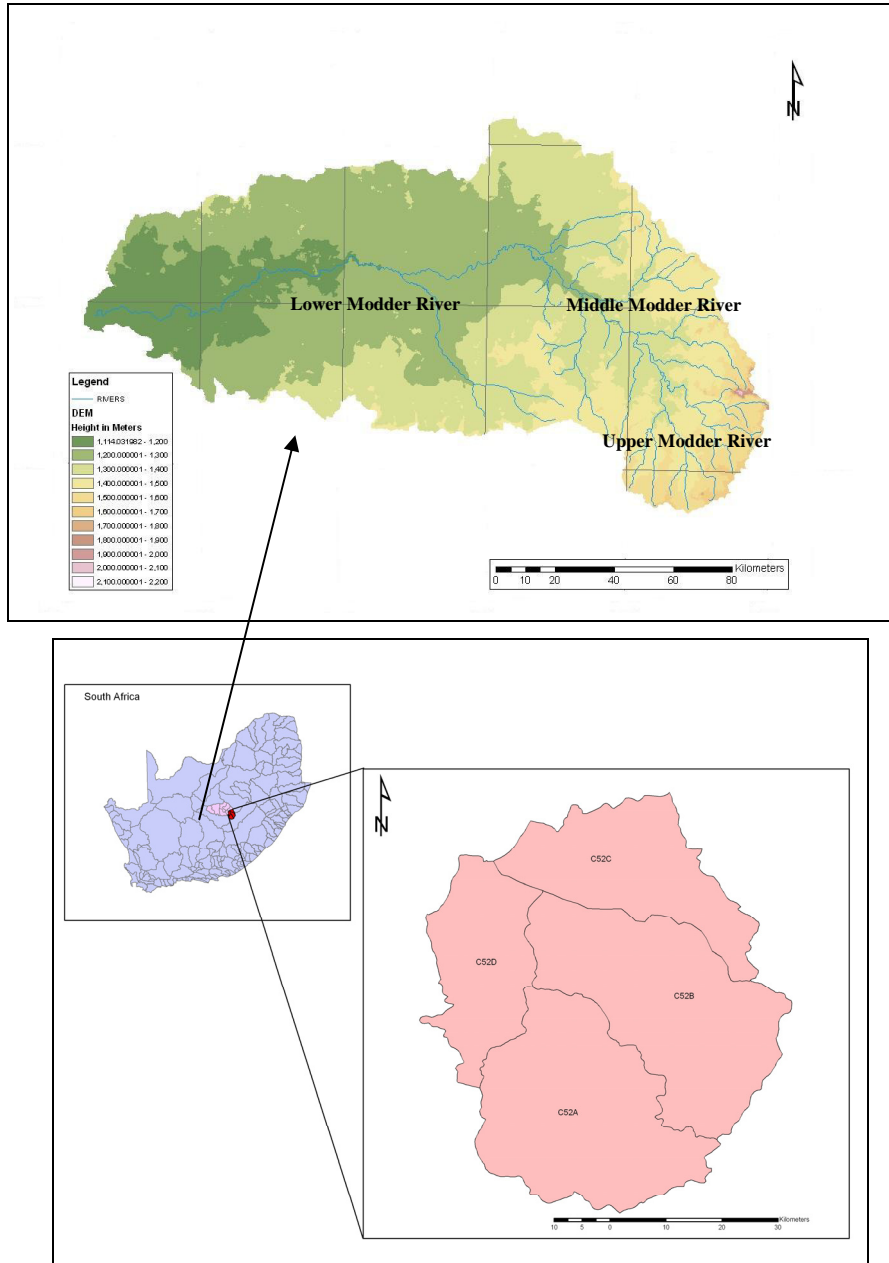 N
Lower Modder River
Middle Modder River
Upper Modder River
Legend
RIVERS
DEM
Height in Meters
1,114.031982 - 1,200
1,200.000001 - 1,300
1,300.000001 - 1,400
1,400.000001 - 1,500
1,500.000001 - 1,600
1,600.000001 - 1,700
1,700.000001 - 1,800
1,800.000001 - 1,900
1,900.000001 - 2,000
2,000.000001 - 2,100
2,100.000001 - 2,200
Kilometers
0 10 20 40 60 80
South Africa
N
C52C
C52D
C52B
C52A
Kilometers
10 5 0 10 20 30